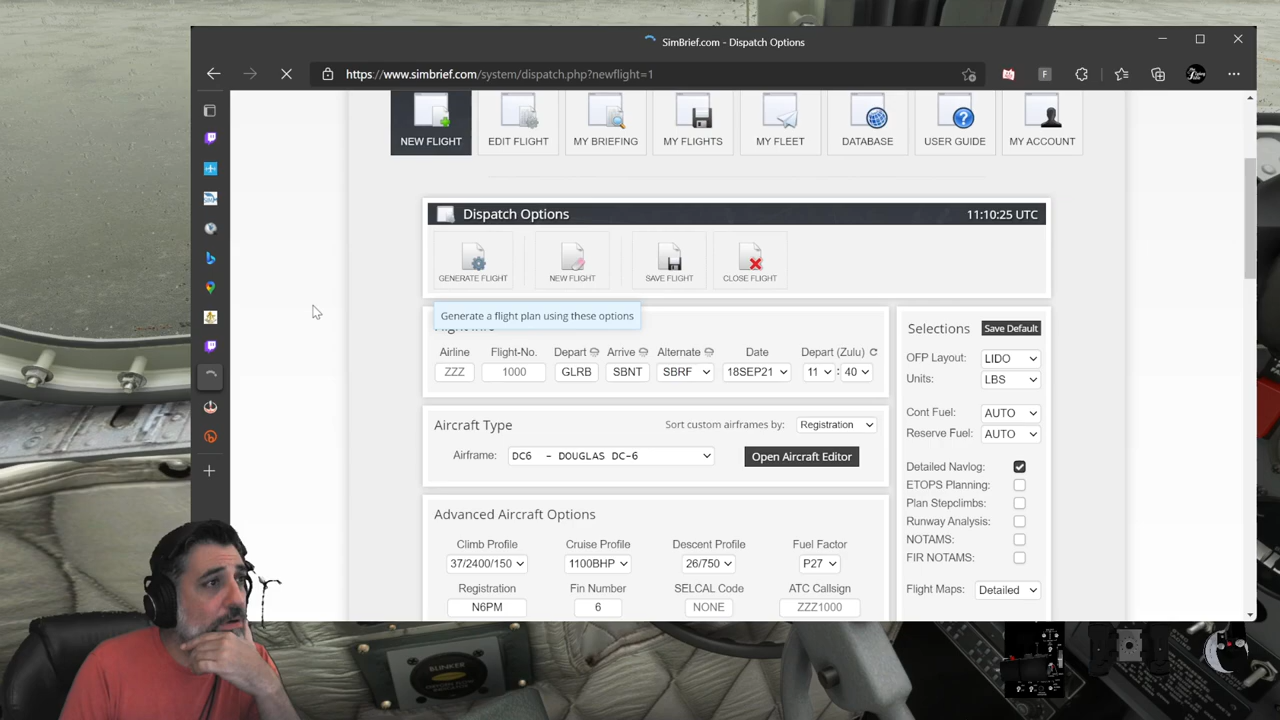 SimBrief.com - Dispatch Options
https://www.simbrief.com/system/dispatch.php?newflight=1
NEW FLIGHT
EDIT FLIGHT
MY BRIEFING
MY FLIGHTS
MY FLEET
DATABASE
USER GUIDE
MY ACCOUNT
Dispatch Options
11:10:25 UTC
GENERATE FLIGHT
NEW FLIGHT
SAVE FLIGHT
CLOSE FLIGHT
Generate a flight plan using these options
Flight Info
Airline
Flight-No.
Depart
Arrive
Alternate
Date
Depart (Zulu)
ZZZ
1000
GLRB
SBNT
SBRF
18SEP21
11 : 40
Aircraft Type
Sort custom airframes by:
Registration
Airframe:
DC6 - DOUGLAS DC-6
Open Aircraft Editor
Advanced Aircraft Options
Climb Profile
Cruise Profile
Descent Profile
Fuel Factor
37/2400/150
1100BHP
26/750
P27
Registration
Fin Number
SELCAL Code
ATC Callsign
N6PM
6
NONE
ZZZ1000
Selections
Save Default
OFP Layout:
LIDO
Units:
LBS
Cont Fuel:
AUTO
Reserve Fuel:
AUTO
Detailed Navlog:
ETOPS Planning:
Plan Stepclimbs:
Runway Analysis:
NOTAMS:
FIR NOTAMS:
Flight Maps:
Detailed
BUNKER